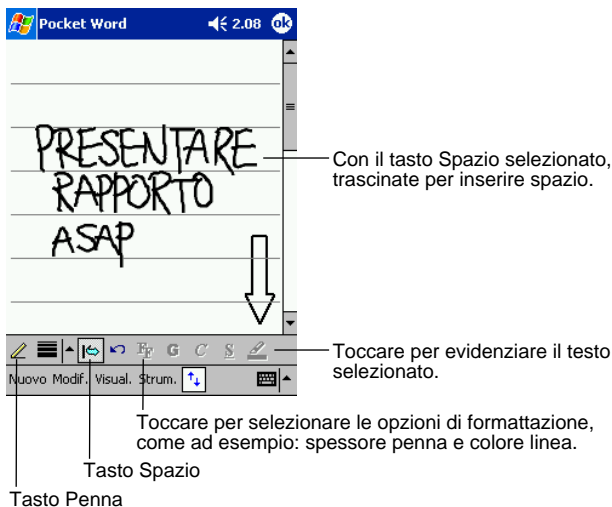 Pocket Word 2.08 ok
PRESENTARE
RAPPORTO
ASAP
Con il tasto Spazio selezionato,
trascinate per inserire spazio.
FF G C S
Toccare per evidenziare il testo
selezionato.
Nuovo Modif. Visual. Strum.
Toccare per selezionare le opzioni di formattazione,
come ad esempio: spessore penna e colore linea.
Tasto Spazio
Tasto Penna